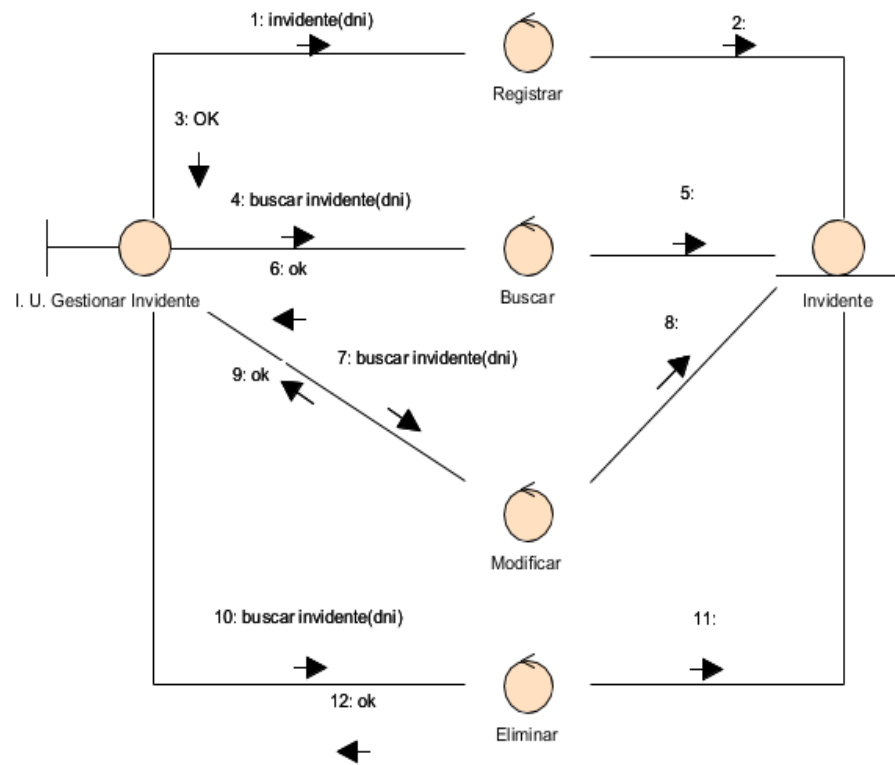 1: invidente(dni)
2:
Registrar
3: OK
4: buscar invidente(dni)
5:
6: ok
I. U. Gestionar Invidente
Buscar
Invidente
8:
7: buscar invidente(dni)
9: ok
Modificar
10: buscar invidente(dni)
11:
12: ok
Eliminar